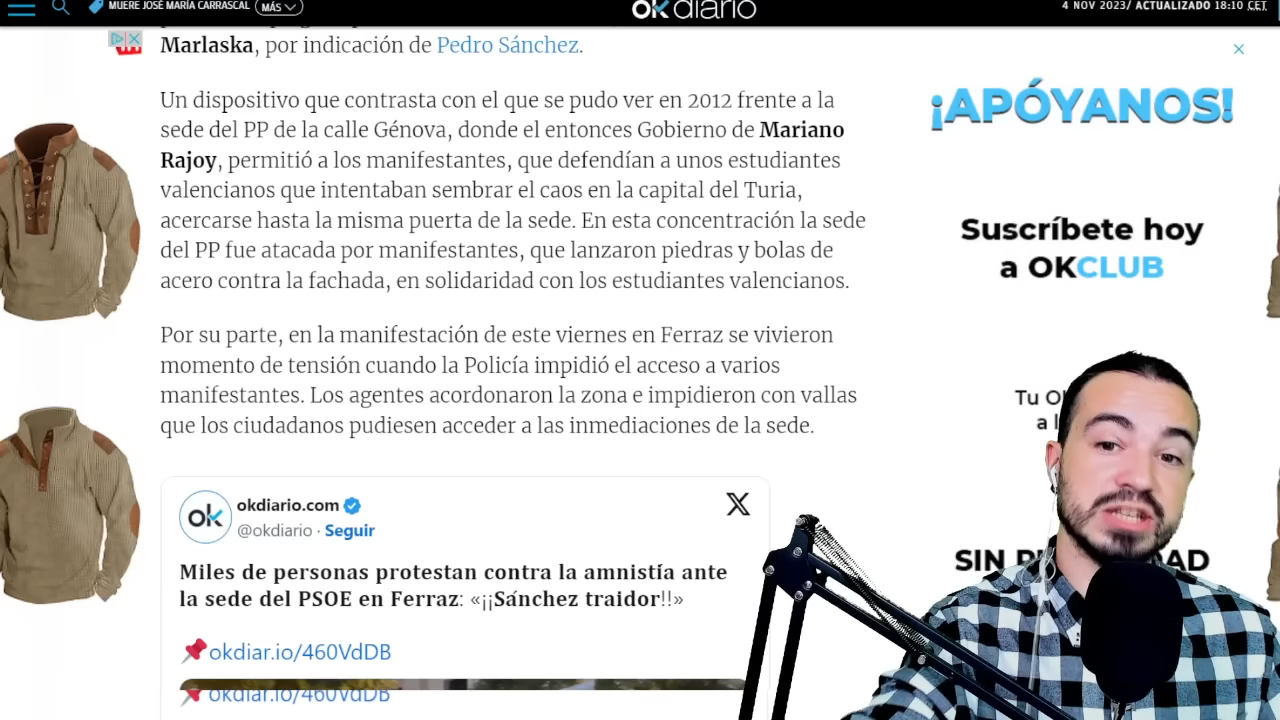 MUERE JOSÉ MARÍA CARRASCAL
MÁS
okdiario
4 NOV 2023/ ACTUALIZADO 18:10 CET
Marlaska, por indicación de Pedro Sánchez.
Un dispositivo que contrasta con el que se pudo ver en 2012 frente a la
sede del PP de la calle Génova, donde el entonces Gobierno de Mariano
Rajoy, permitió a los manifestantes, que defendían a unos estudiantes
valencianos que intentaban sembrar el caos en la capital del Turia,
acercarse hasta la misma puerta de la sede. En esta concentración la sede
del PP fue atacada por manifestantes, que lanzaron piedras y bolas de
acero contra la fachada, en solidaridad con los estudiantes valencianos.
Por su parte, en la manifestación de este viernes en Ferraz se vivieron
momento de tensión cuando la Policía impidió el acceso a varios
manifestantes. Los agentes acordonaron la zona e impidieron con vallas
que los ciudadanos pudiesen acceder a las inmediaciones de la sede.
ok
okdiario.com
@okdiario · Seguir
Miles de personas protestan contra la amnistía ante
la sede del PSOE en Ferraz: «¡¡Sánchez traidor!!»
okdiar.io/460VdDB
okdiar.io/460VdDB
¡APÓYANOS!
Suscríbete hoy
a OKCLUB
Tu
SIN